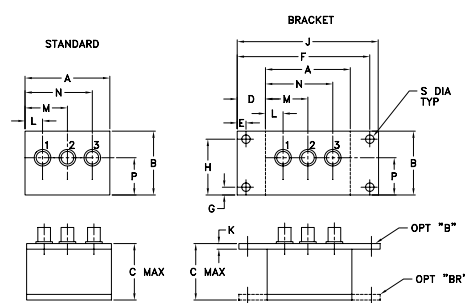 BRACKET
STANDARD
J
F
A
A
N
N
S DIA
TYP
M
D
M
L
L
E
1 2 3
1 2 3
B
H
B
P
P
G
K
OPT "B"
C MAX
C MAX
OPT "BR"